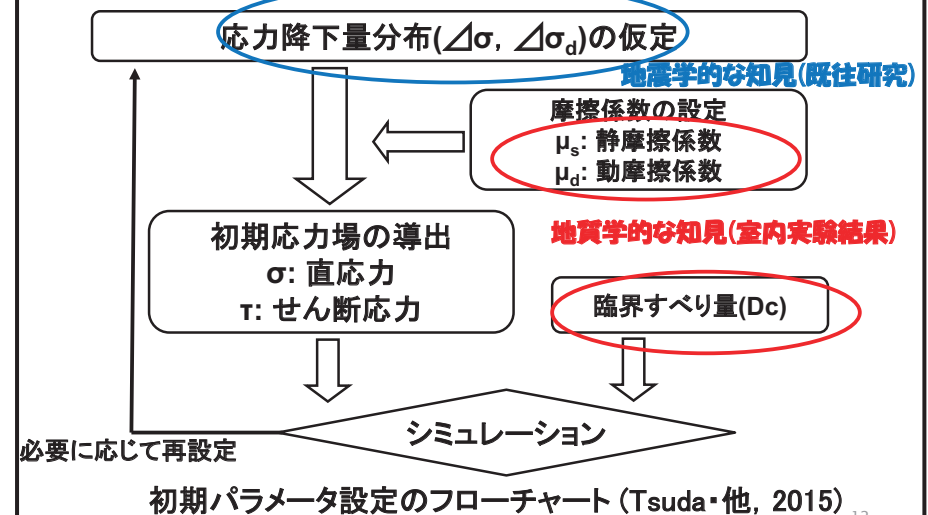 応力降下量分布(⊿σ, ⊿σd)の仮定
地震学的な知見(既往研究)
摩擦係数の設定
μs: 静摩擦係数
μd: 動摩擦係数
初期応力場の導出
σ: 直応力
τ: せん断応力
地質学的な知見(室内実験結果)
臨界すべり量(Dc)
シミュレーション
必要に応じて再設定
初期パラメータ設定のフローチャート (Tsuda・他, 2015)